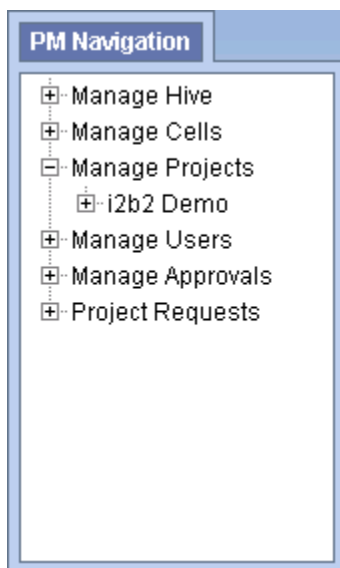 PM Navigation
Manage Hive
Manage Cells
Manage Projects
i2b2 Demo
Manage Users
Manage Approvals
Project Requests